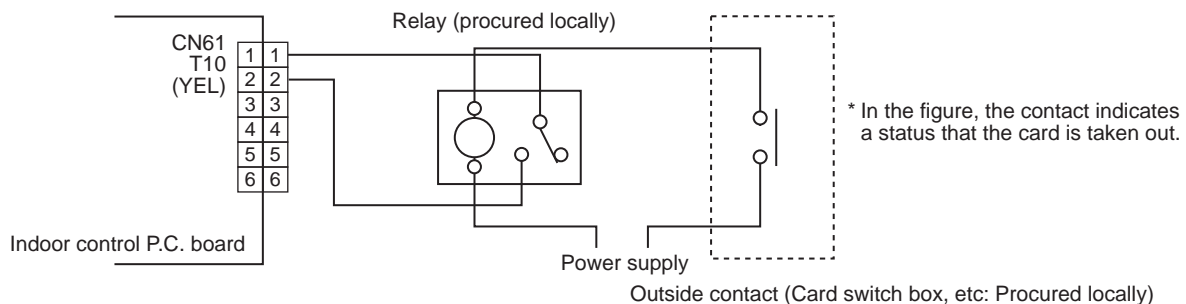 Relay (procured locally)
CN61
T10
(YEL)
1 1
2 2
3 3
4 4
5 5
6 6
* In the figure, the contact indicates
a status that the card is taken out.
Indoor control P.C. board
Power supply
Outside contact (Card switch box, etc: Procured locally)